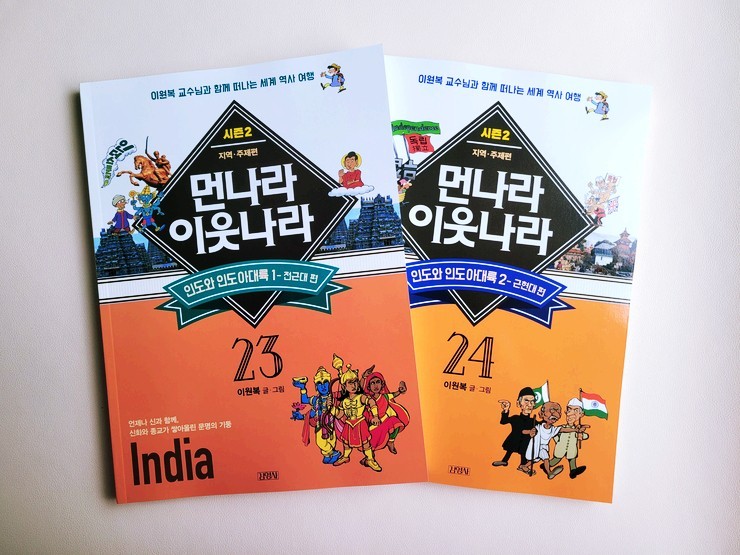 이원복 교수님과 함께 떠나는 세계 역사 여행
시즌2
지역·주제편
먼나라
이웃나라
인도와 인도아대륙 1 - 전근대 편
23
이원복 글·그림
언제나 신과 함께,
신화와 종교가 쌓아올린 문명의 기둥
India
김영사
이원복 교수님과 함께 떠나는 세계 역사 여행
시즌2
지역·주제편
독립
먼나라
이웃나라
인도와 인도아대륙 2 - 근현대 편
24
이원복 글·그림
김영사